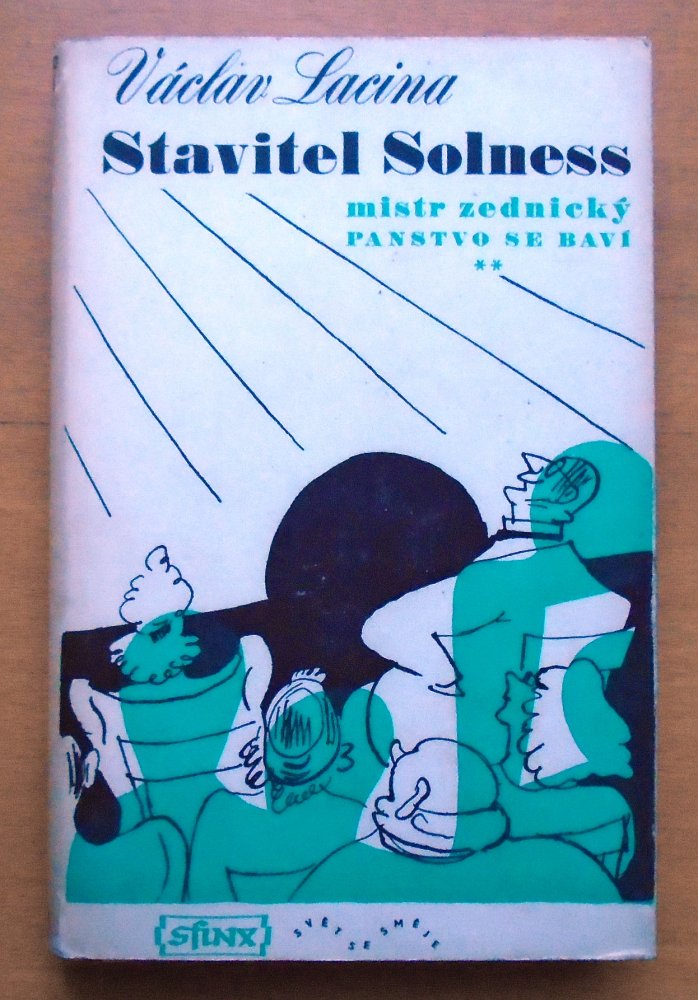 Václav Lacina
Stavitel Solness
mistr zednický
PANSTVO SE BAVÍ
**
sfinx
SVĚT SE SMĚJE